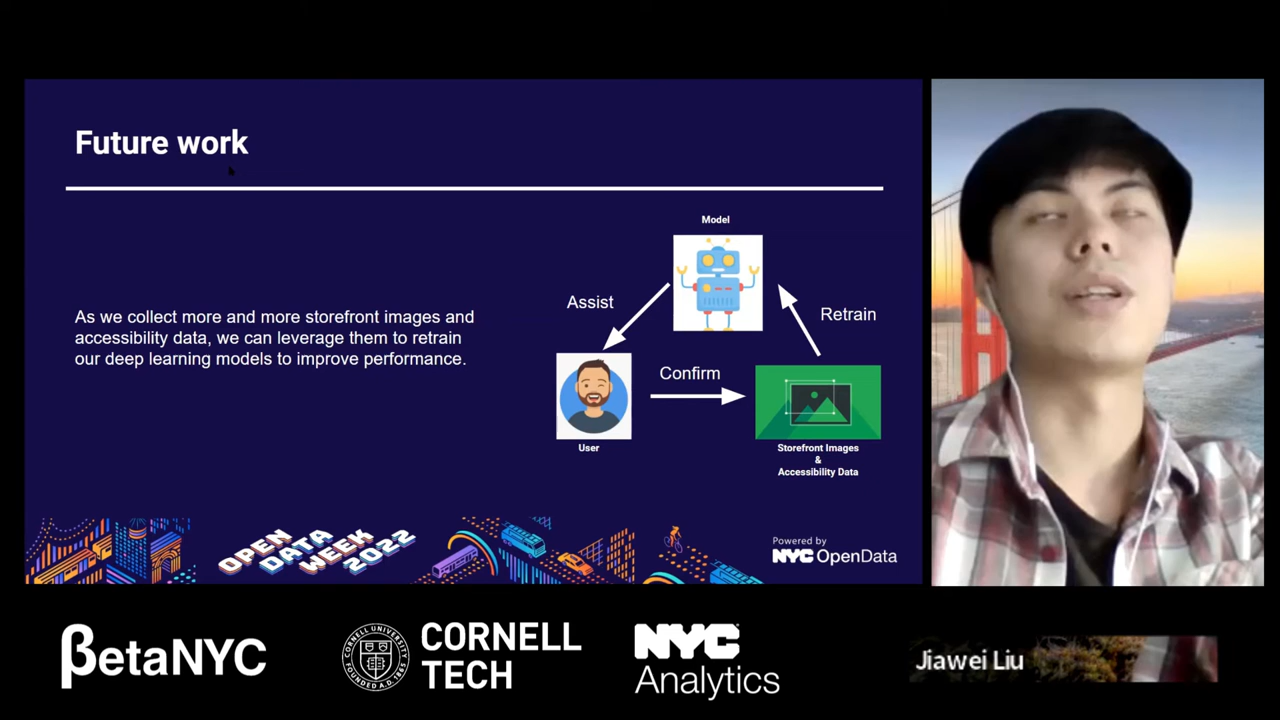 Future work
As we collect more and more storefront images and
accessibility data, we can leverage them to retrain
our deep learning models to improve performance.
Model
Assist
Retrain
Confirm
User
Storefront Images
&
Accessibility Data
OPEN
DATA
WEEK
2022
Powered by
NYC OpenData
βetaNYC
CORNELL
TECH
NYC
Analytics
Jiawei Liu